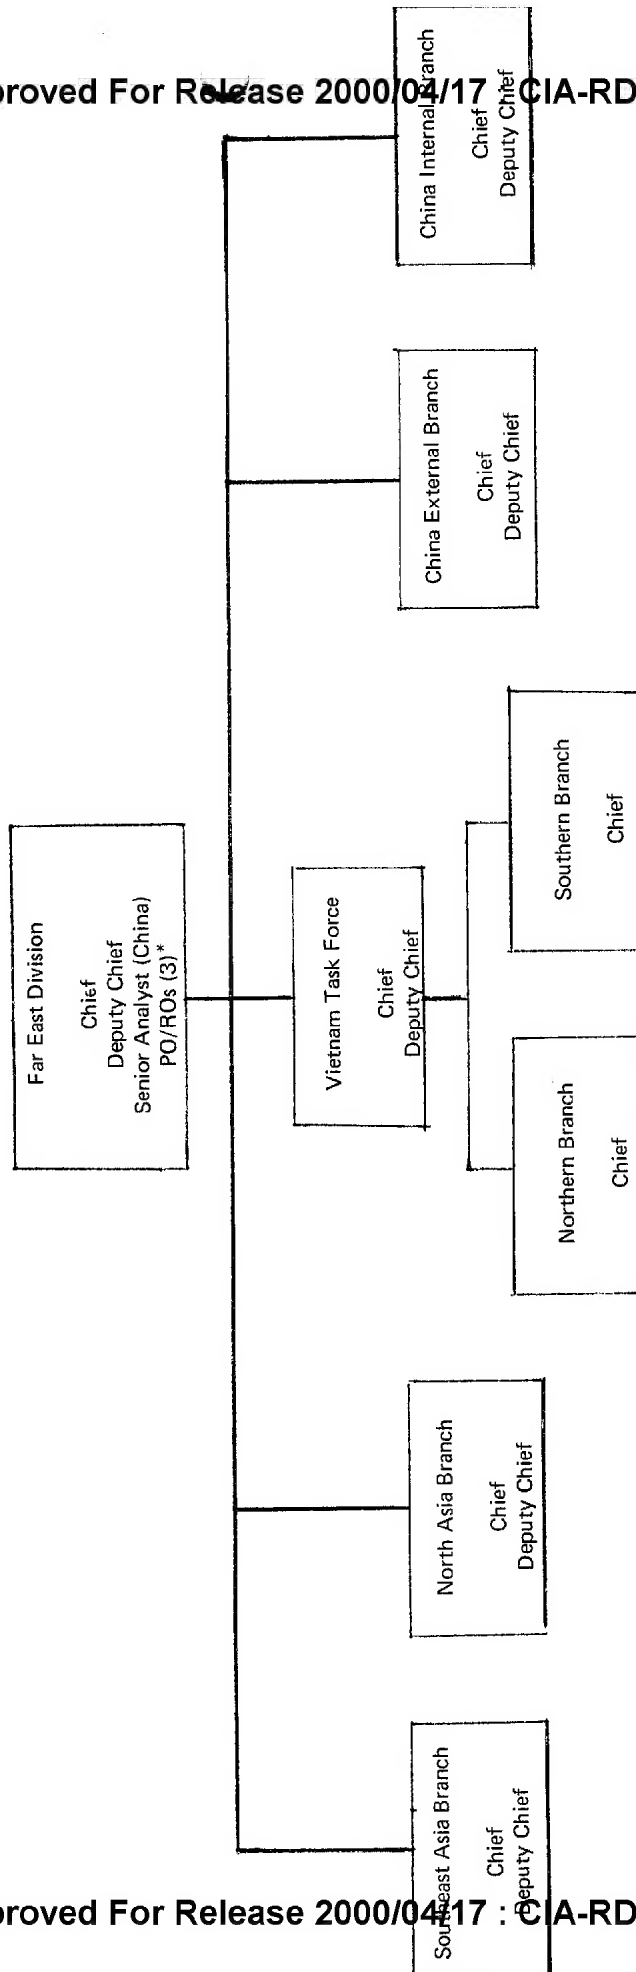 proved For Release 2000/04/17 : CIA-RD
Far East Division
Chief
Deputy Chief
Senior Analyst (China)
PO/ROs (3)*
Southeast Asia Branch
Chief
Deputy Chief
North Asia Branch
Chief
Deputy Chief
Vietnam Task Force
Chief
Deputy Chief
Northern Branch
Chief
Southern Branch
Chief
China External Branch
Chief
Deputy Chief
China Internal Branch
Chief
Deputy Chief
proved For Release 2000/04/17 : CIA-RD